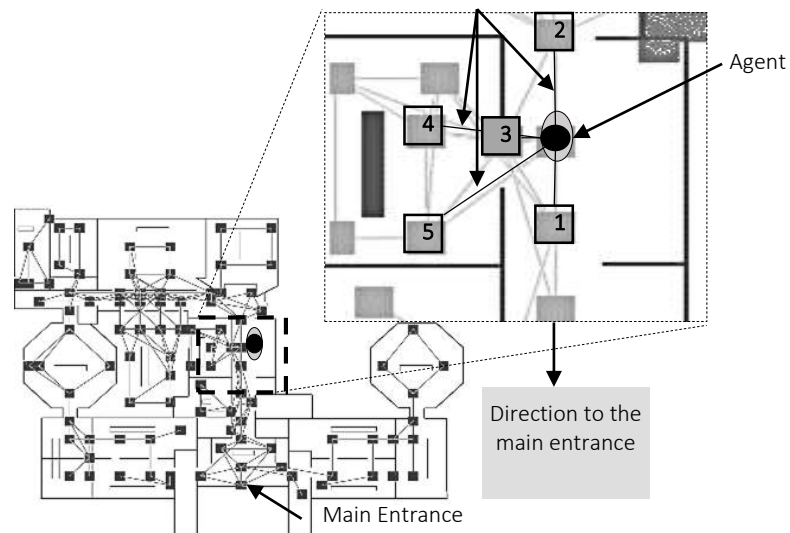 2
Agent
4
3
1
5
Direction to the
main entrance
Main Entrance